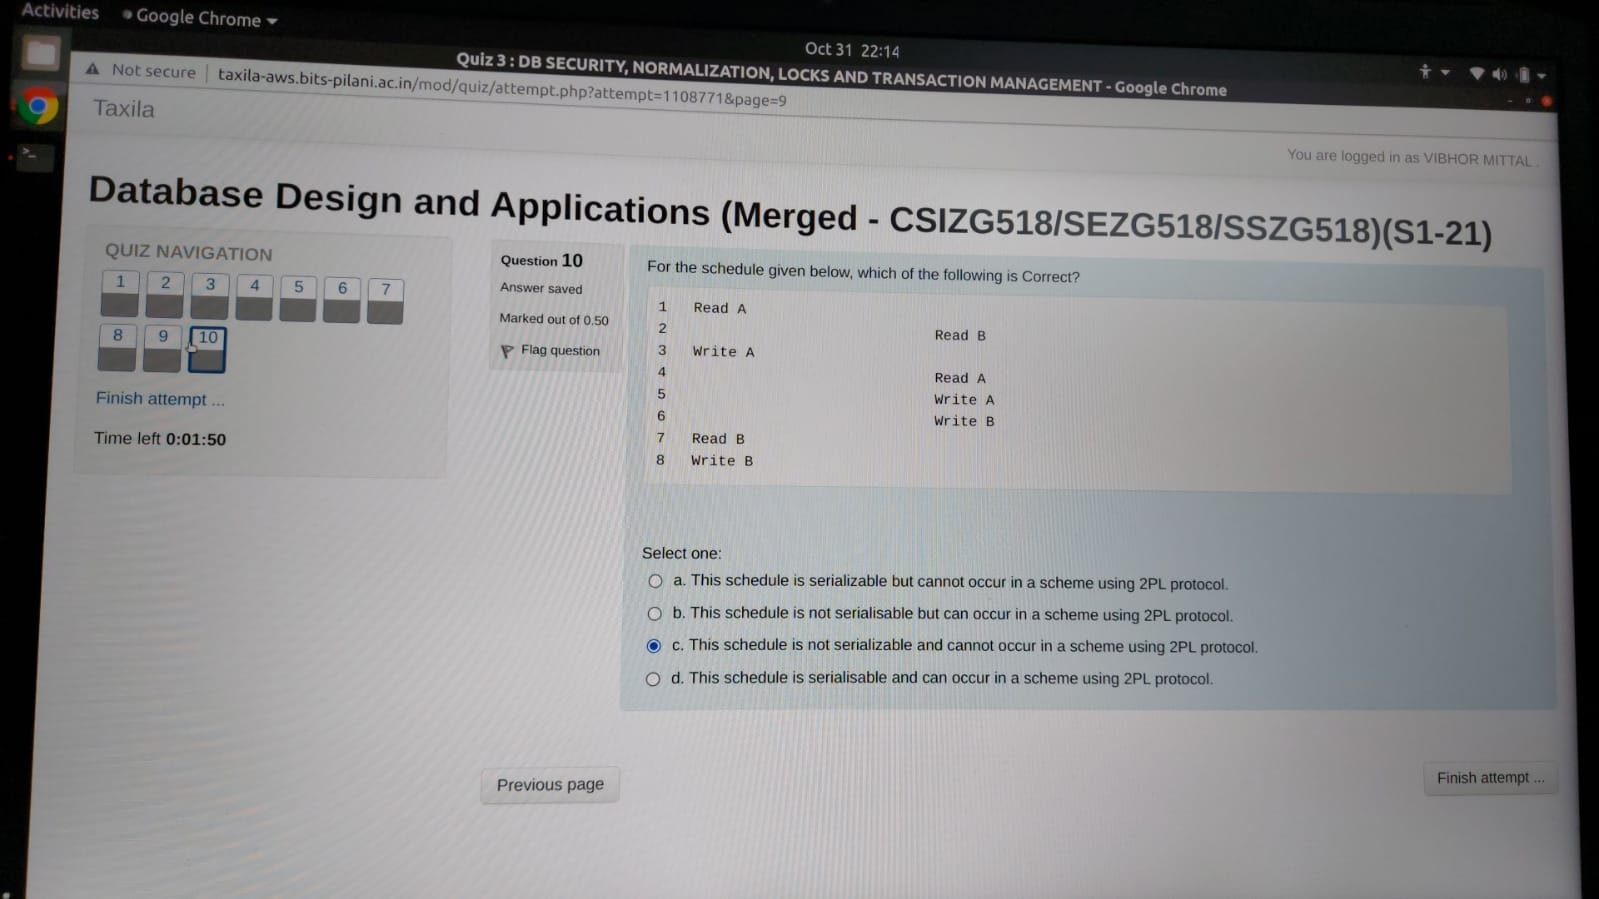 Activities
Google Chrome
Oct 31 22:14
Quiz 3 : DB SECURITY, NORMALIZATION, LOCKS AND TRANSACTION MANAGEMENT - Google Chrome
Not secure | taxila-aws.bits-pilani.ac.in/mod/quiz/attempt.php?attempt=1108771&page=9
Taxila
You are logged in as VIBHOR MITTAL .
Database Design and Applications (Merged - CSIZG518/SEZG518/SSZG518)(S1-21)
QUIZ NAVIGATION
1 2 3 4 5 6 7
8 9 10
Finish attempt ...
Time left 0:01:50
Question 10
Answer saved
Marked out of 0.50
Flag question
For the schedule given below, which of the following is Correct?
1 Read A
2 Read B
3 Write A
4 Read A
5 Write A
6 Write B
7 Read B
8 Write B
Select one:
a. This schedule is serializable but cannot occur in a scheme using 2PL protocol.
b. This schedule is not serialisable but can occur in a scheme using 2PL protocol.
c. This schedule is not serializable and cannot occur in a scheme using 2PL protocol.
d. This schedule is serialisable and can occur in a scheme using 2PL protocol.
Previous page
Finish attempt ...